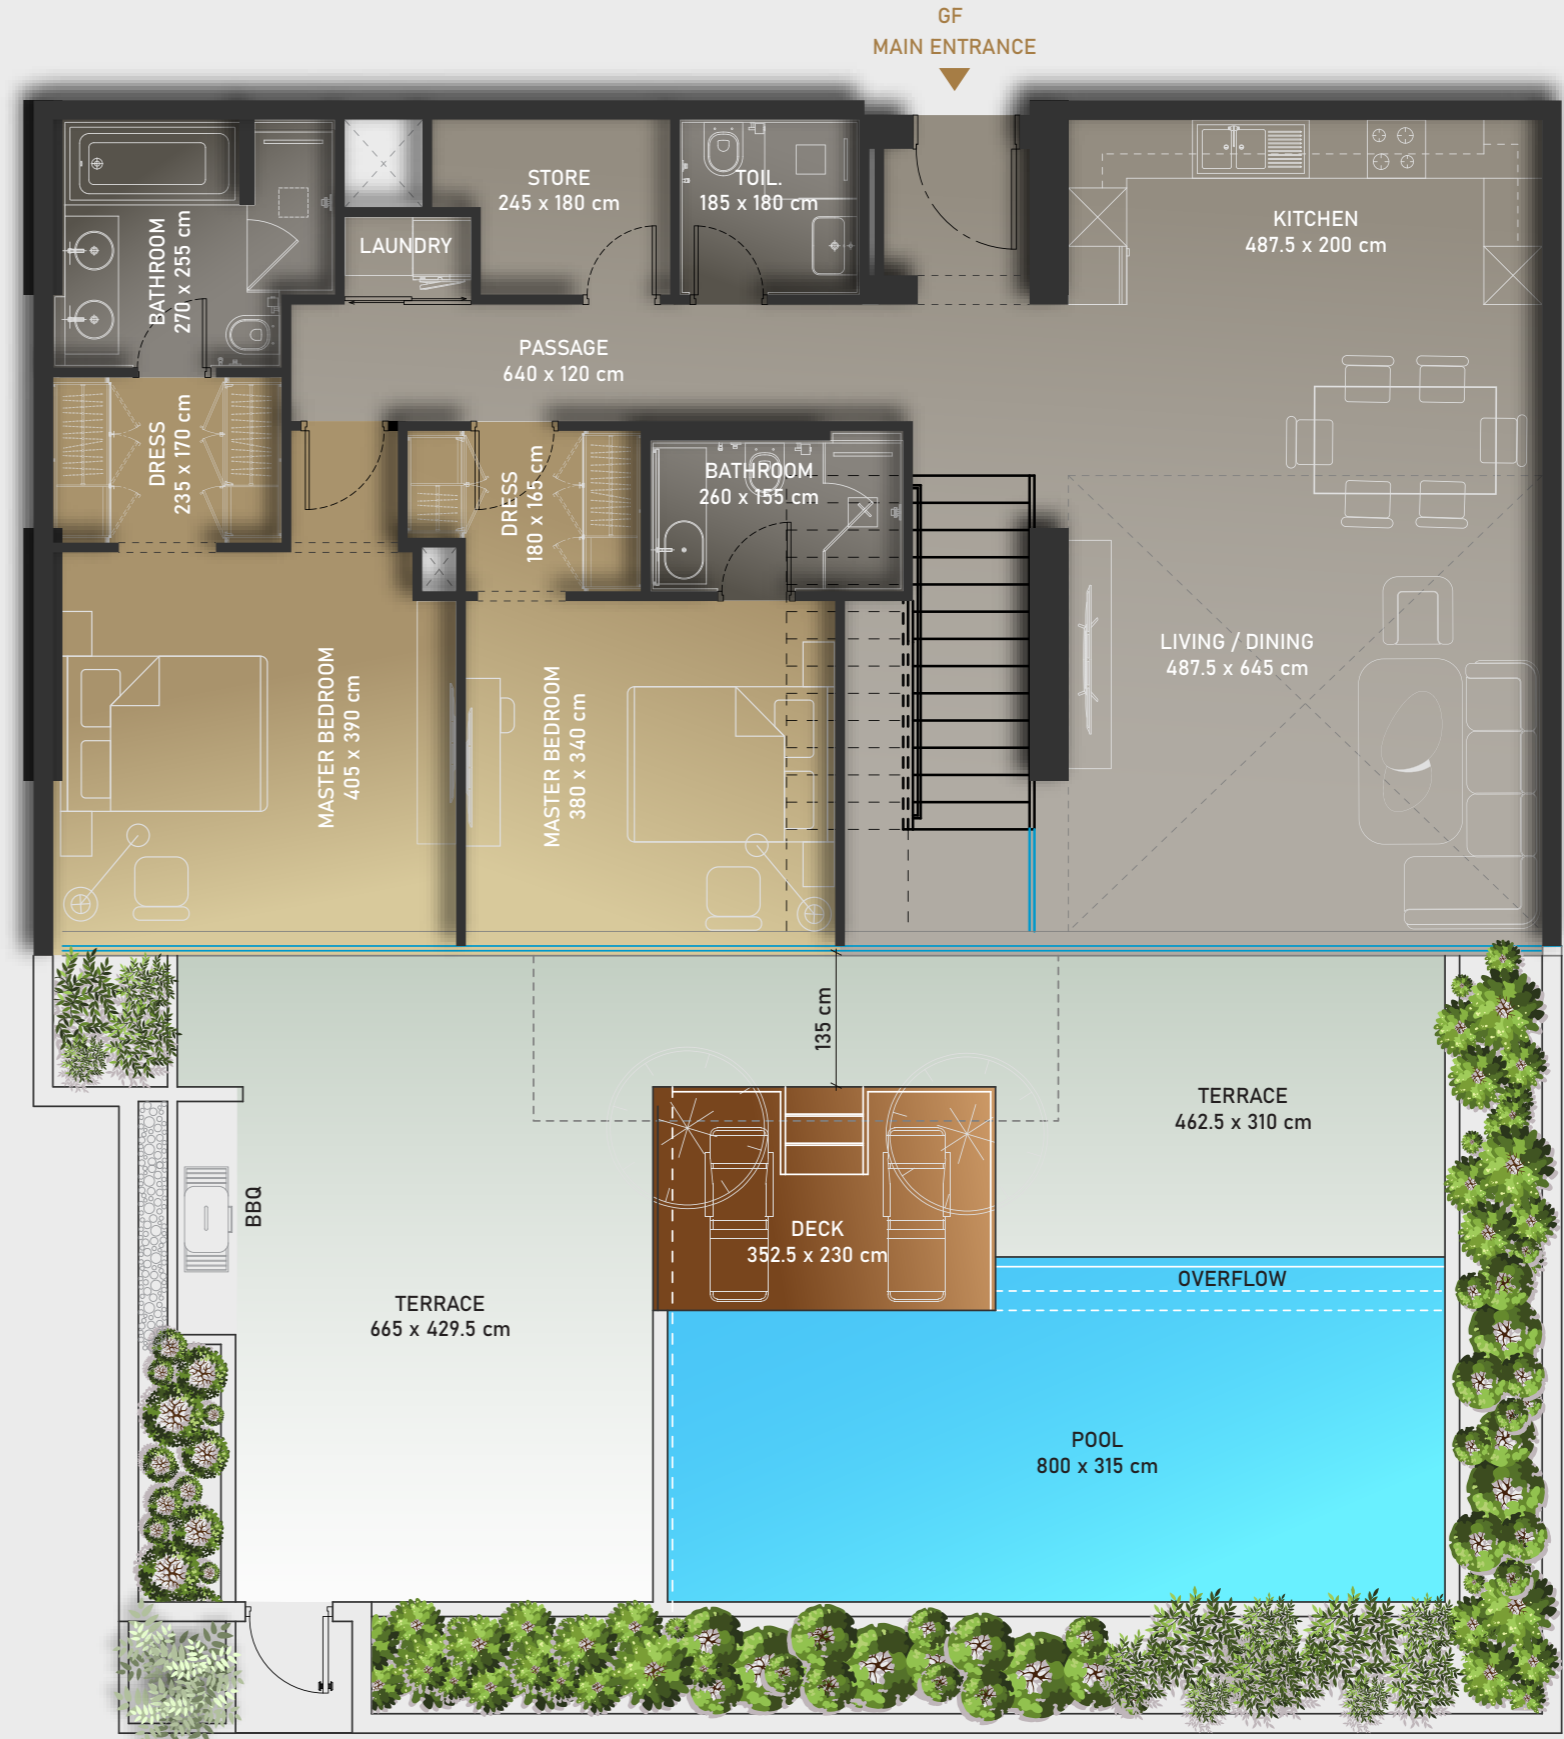 GF
MAIN ENTRANCE
STORE
245 x 180 cm
TOIL.
185 x 180 cm
KITCHEN
487.5 x 200 cm
BATHROOM
270 x 255 cm
LAUNDRY
PASSAGE
640 x 120 cm
DRESS
235 x 170 cm
DRESS
180 x 165 cm
BATHROOM
260 x 155 cm
LIVING / DINING
487.5 x 645 cm
MASTER BEDROOM
405 x 390 cm
MASTER BEDROOM
380 x 340 cm
135 cm
TERRACE
462.5 x 310 cm
BBQ
DECK
352.5 x 230 cm
OVERFLOW
TERRACE
665 x 429.5 cm
POOL
800 x 315 cm